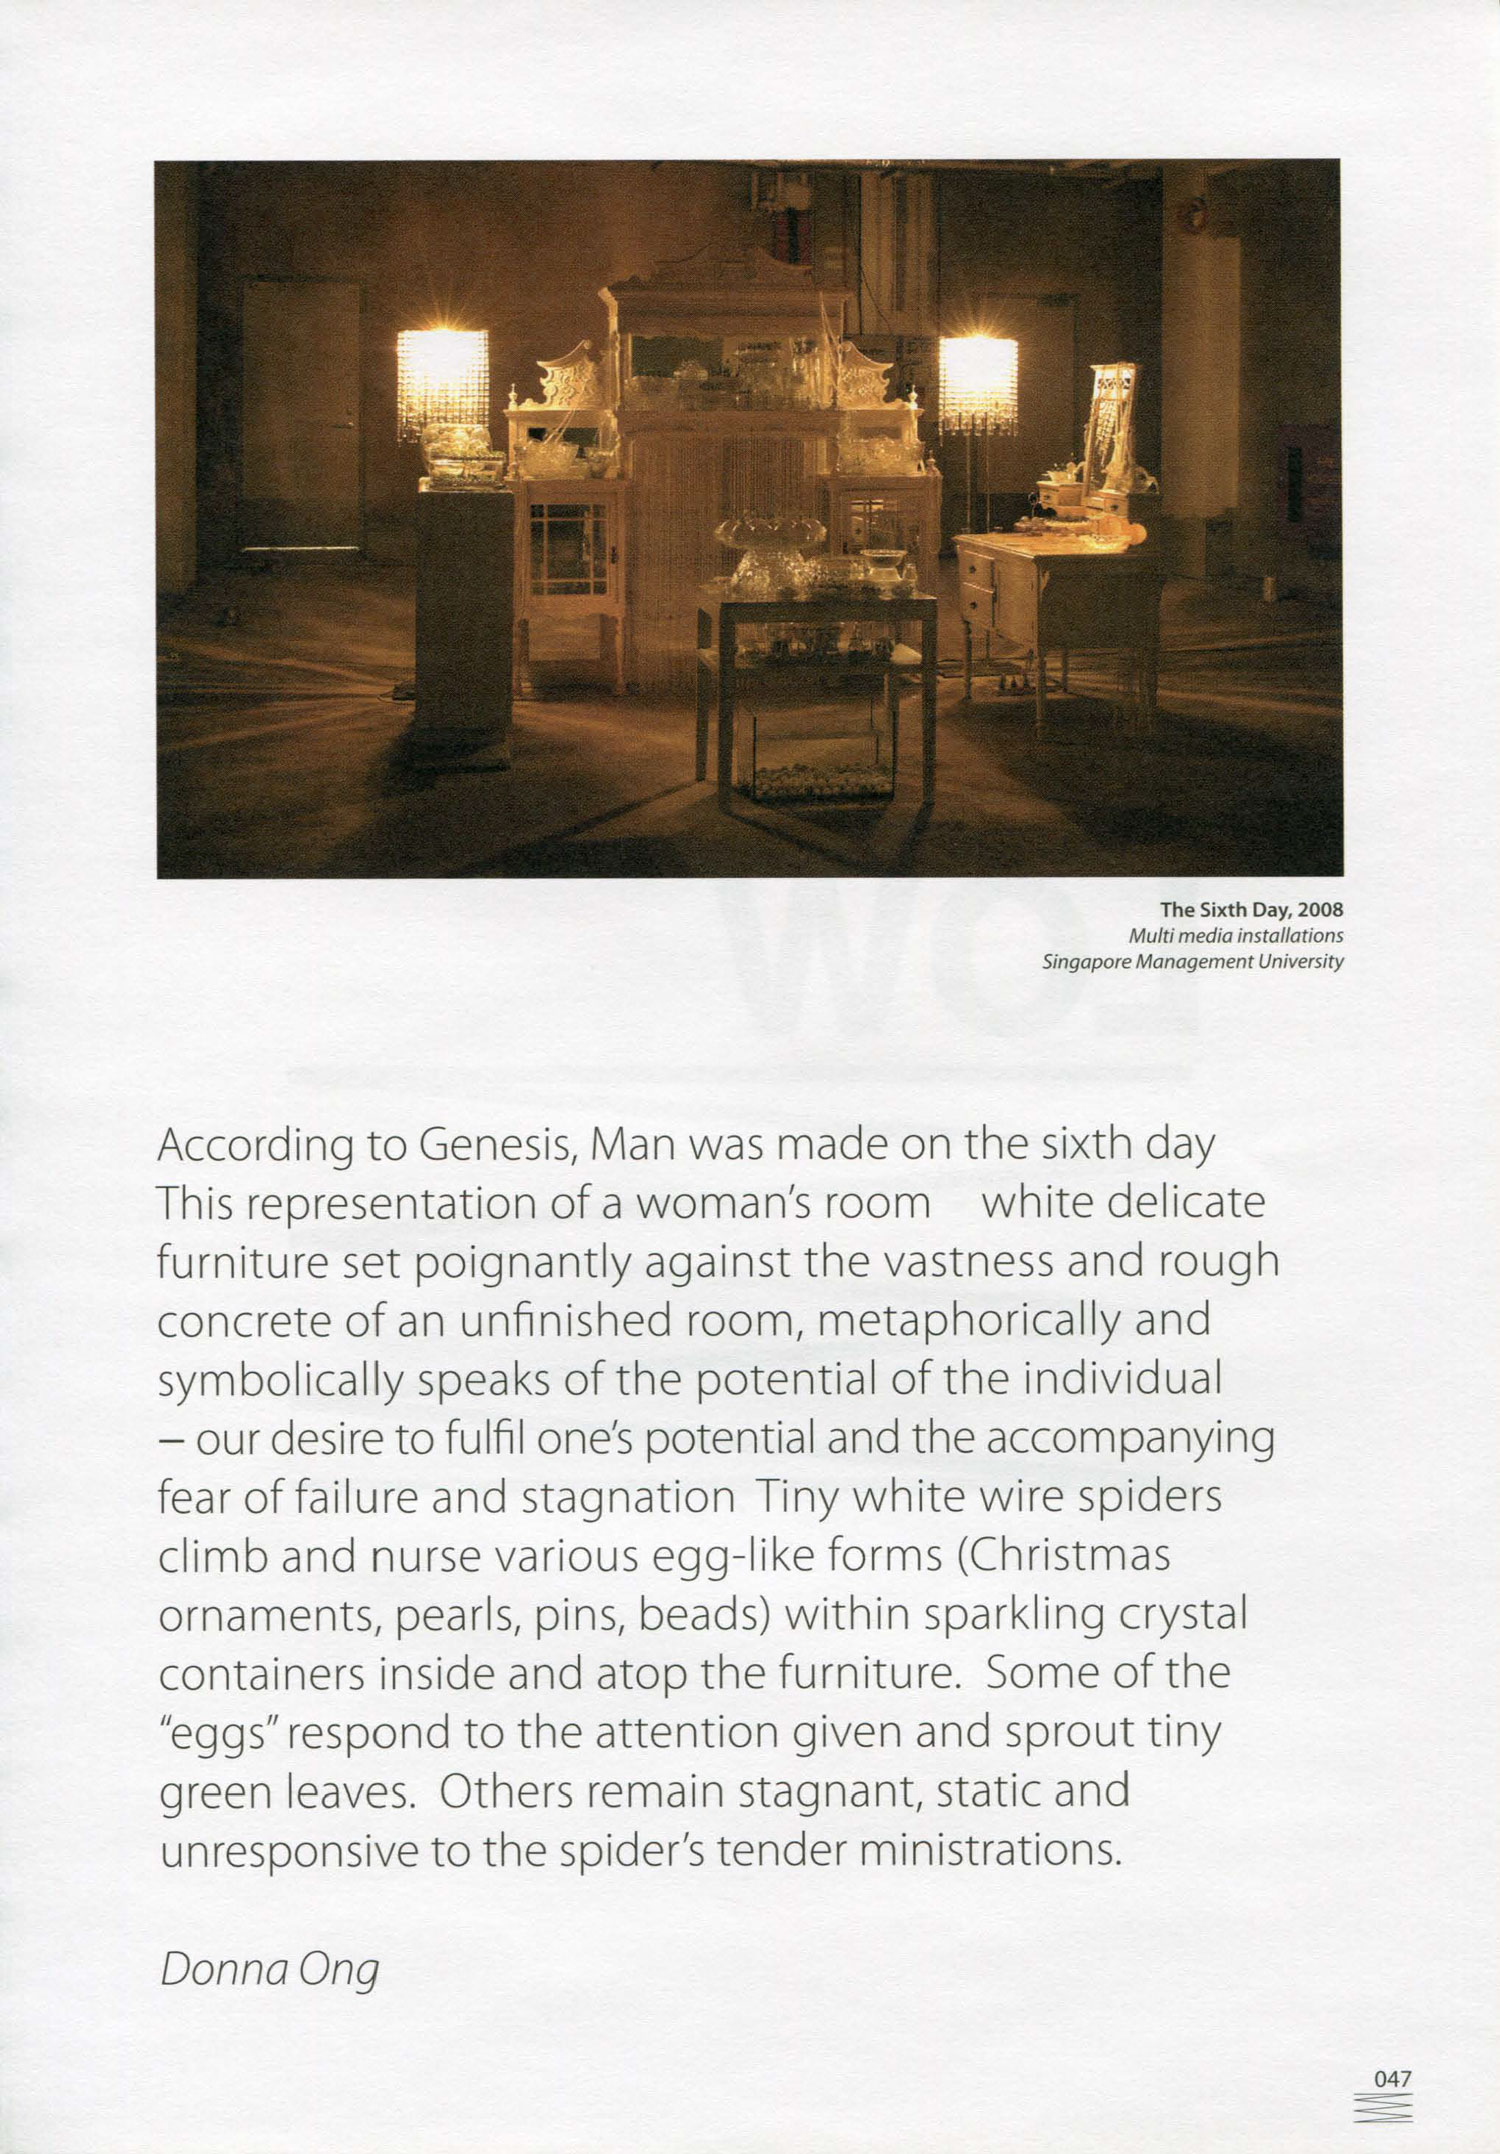 The Sixth Day, 2008
Multi media installations
Singapore Management University
According to Genesis, Man was made on the sixth day
This representation of a woman's room white delicate
furniture set poignantly against the vastness and rough
concrete of an unfinished room, metaphorically and
symbolically speaks of the potential of the individual
– our desire to fulfil one's potential and the accompanying
fear of failure and stagnation Tiny white wire spiders
climb and nurse various egg-like forms (Christmas
ornaments, pearls, pins, beads) within sparkling crystal
containers inside and atop the furniture. Some of the
"eggs" respond to the attention given and sprout tiny
green leaves. Others remain stagnant, static and
unresponsive to the spider's tender ministrations.
Donna Ong
047